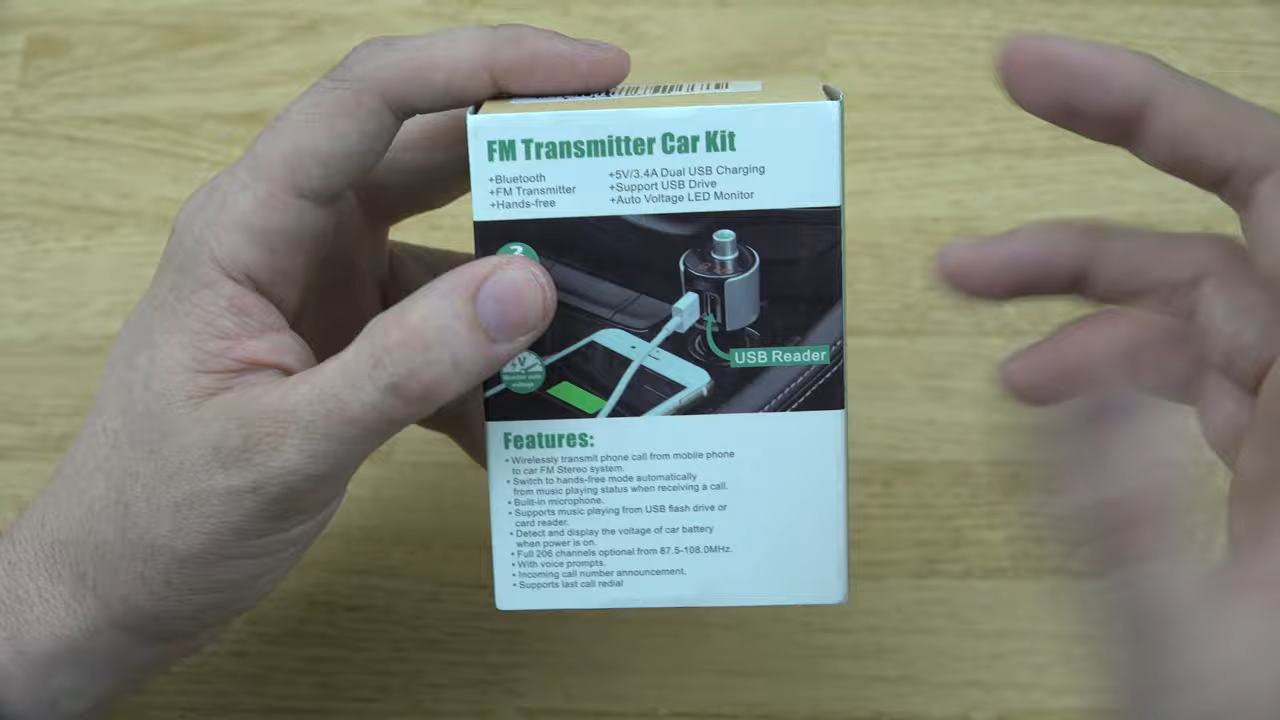 FM Transmitter Car Kit
+Bluetooth
+FM Transmitter
+Hands-free
+5V/3.4A Dual USB Charging
+Support USB Drive
+Auto Voltage LED Monitor
2
USB Reader
Monitor auto
voltage
Features:
• Wirelessly transmit phone call from mobile phone
to car FM Stereo system.
• Switch to hands-free mode automatically
from music playing status when receiving a call.
• Built-in microphone.
• Supports music playing from USB flash drive or
card reader.
• Detect and display the voltage of car battery
when power is on.
• Full 206 channels optional from 87.5-108.0MHz.
• With voice prompts.
• Incoming call number announcement.
• Supports last call redial